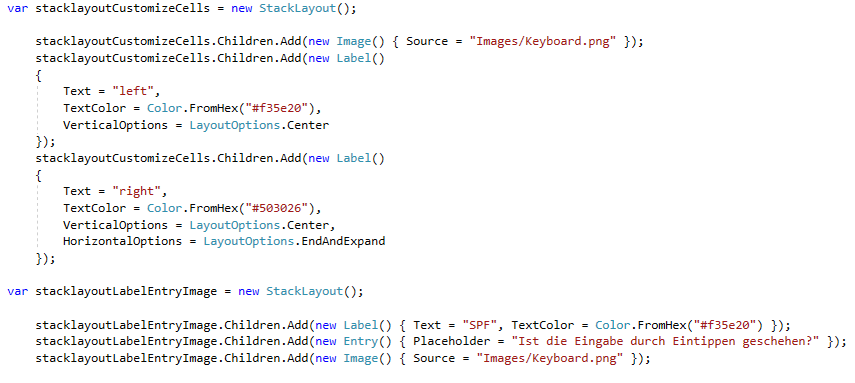 var stacklayoutCustomizeCells = new StackLayout();
stacklayoutCustomizeCells.Children.Add(new Image() { Source = "Images/Keyboard.png" });
stacklayoutCustomizeCells.Children.Add(new Label()
{
Text = "left",
TextColor = Color.FromHex("#f35e20"),
VerticalOptions = LayoutOptions.Center
});
stacklayoutCustomizeCells.Children.Add(new Label()
{
Text = "right",
TextColor = Color.FromHex("#503026"),
VerticalOptions = LayoutOptions.Center,
HorizontalOptions = LayoutOptions.EndAndExpand
});
var stacklayoutLabelEntryImage = new StackLayout();
stacklayoutLabelEntryImage.Children.Add(new Label() { Text = "SPF", TextColor = Color.FromHex("#f35e20") });
stacklayoutLabelEntryImage.Children.Add(new Entry() { Placeholder = "Ist die Eingabe durch Eintippen geschehen?" });
stacklayoutLabelEntryImage.Children.Add(new Image() { Source = "Images/Keyboard.png" });